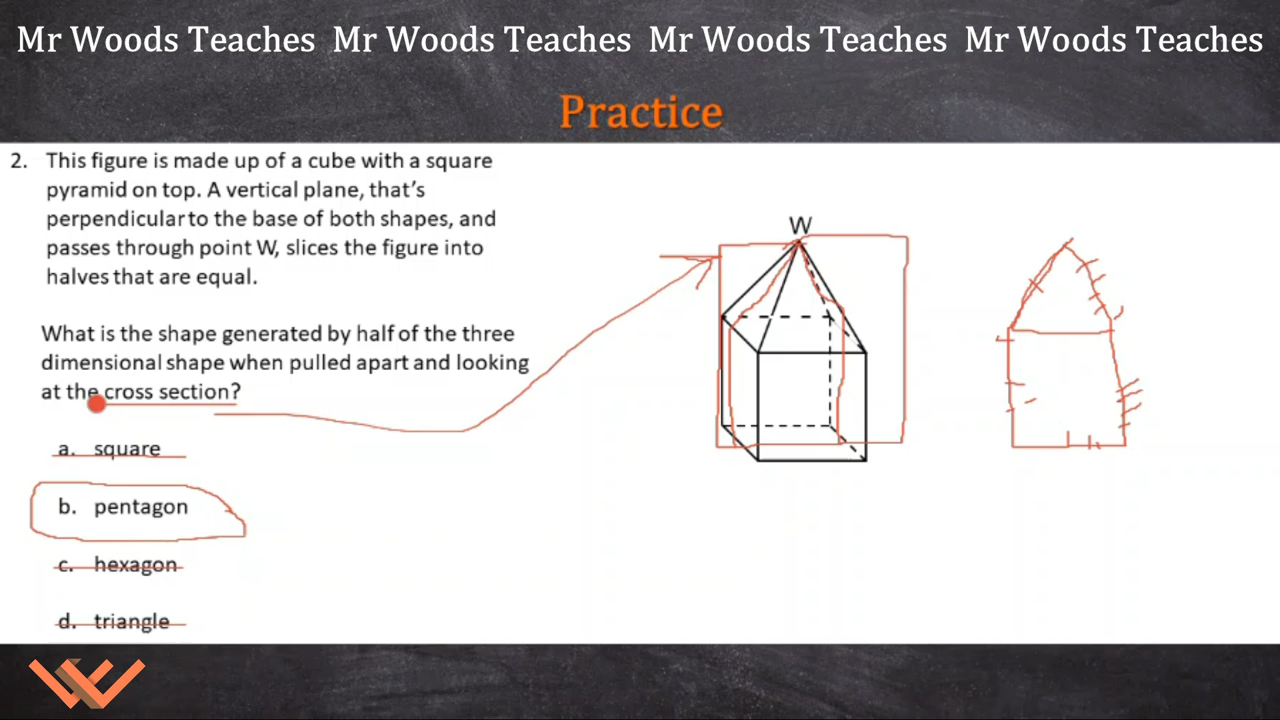 Mr Woods Teaches Mr Woods Teaches Mr Woods Teaches Mr Woods Teaches
Practice
2. This figure is made up of a cube with a square
pyramid on top. A vertical plane, that's
perpendicular to the base of both shapes, and
passes through point W, slices the figure into
halves that are equal.
What is the shape generated by half of the three
dimensional shape when pulled apart and looking
at the cross section?
a. square
b. pentagon
c. hexagon
d. triangle
W